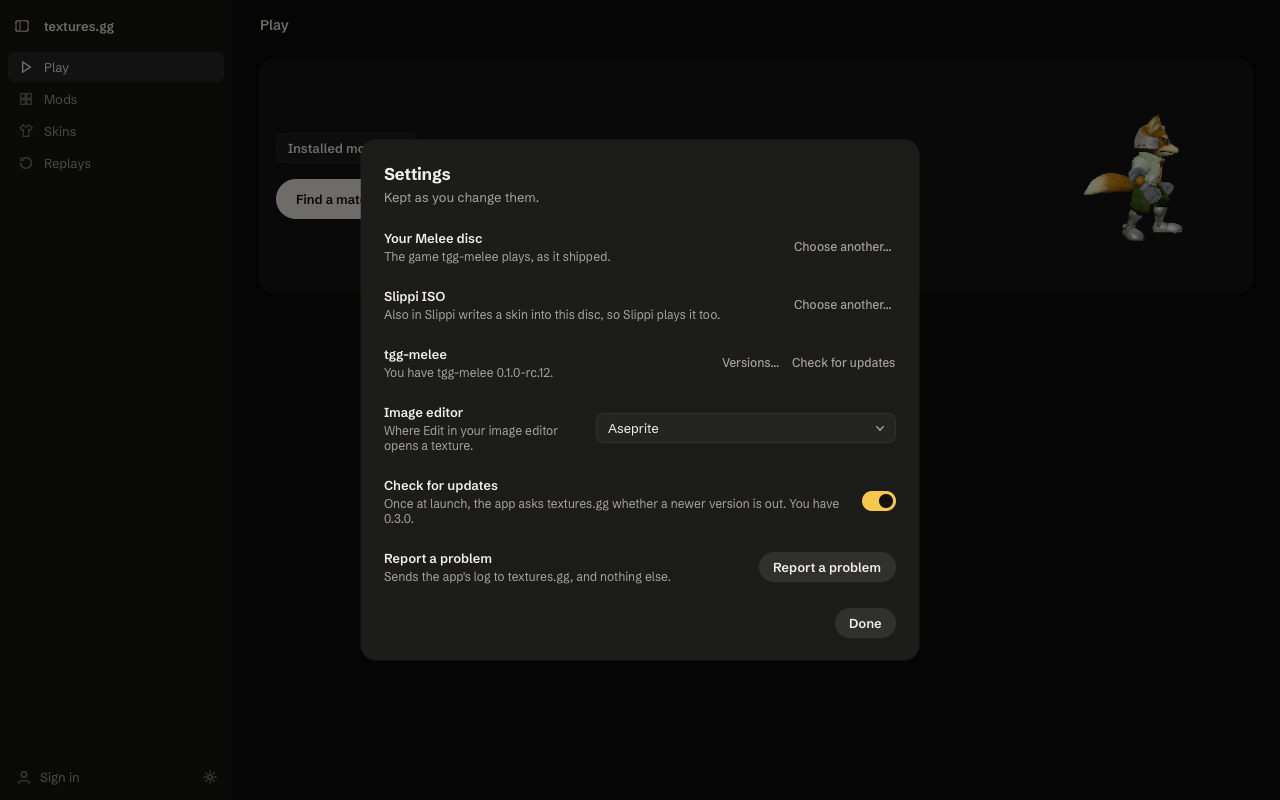 textures.gg
Play
Mods
Skins
Replays
Sign in
Play
Installed mo
Find a mat
Settings
Kept as you change them.
Your Melee disc
The game tgg-melee plays, as it shipped.
Choose another...
Slippi ISO
Also in Slippi writes a skin into this disc, so Slippi plays it too.
Choose another...
tgg-melee
You have tgg-melee 0.1.0-rc.12.
Versions...
Check for updates
Image editor
Where Edit in your image editor
opens a texture.
Aseprite
Check for updates
Once at launch, the app asks textures.gg whether a newer version is out. You have
0.3.0.
Report a problem
Sends the app's log to textures.gg, and nothing else.
Report a problem
Done